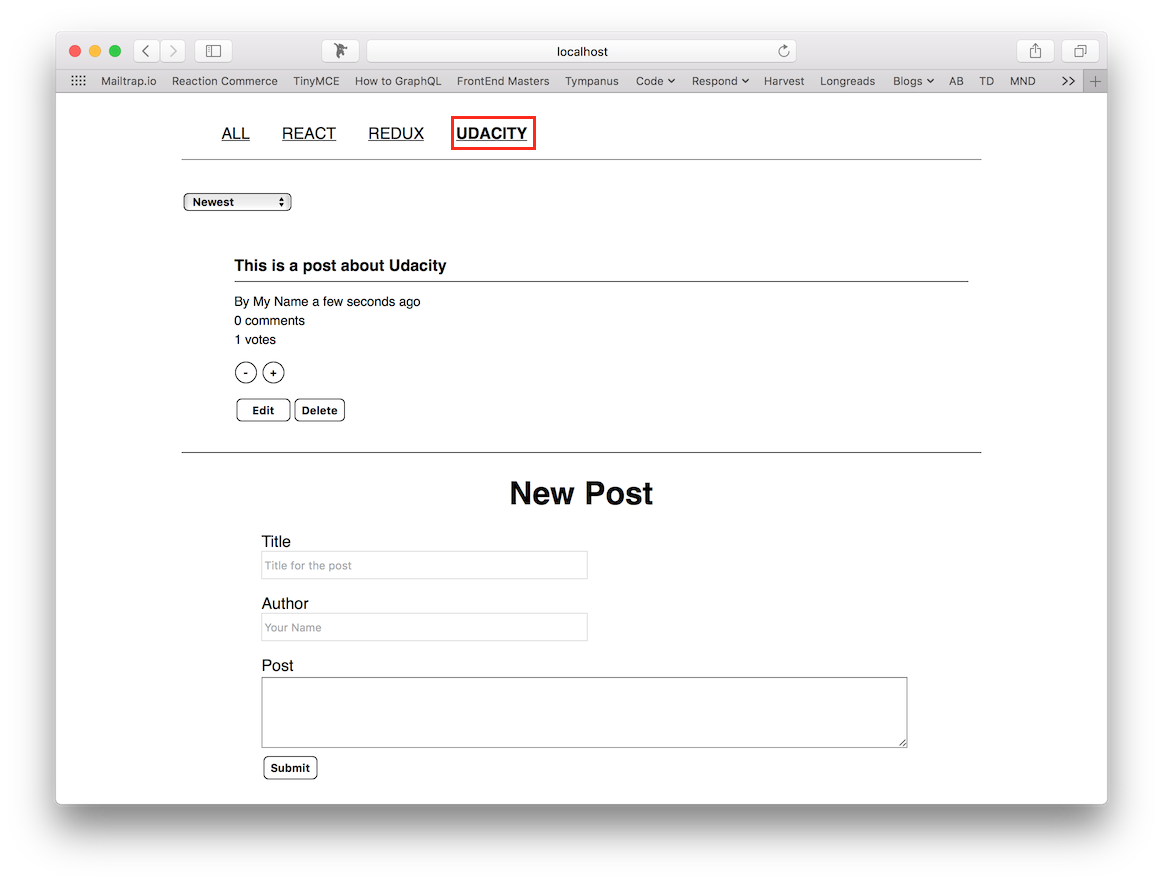 localhost
Mailtrap.io Reaction Commerce TinyMCE How to GraphQL FrontEnd Masters Tympanus Code Respond Harvest Longreads Blogs AB TD MND
ALL REACT REDUX UDACITY
Newest
This is a post about Udacity
By My Name a few seconds ago
0 comments
1 votes
- +
Edit Delete
New Post
Title
Title for the post
Author
Your Name
Post
Submit